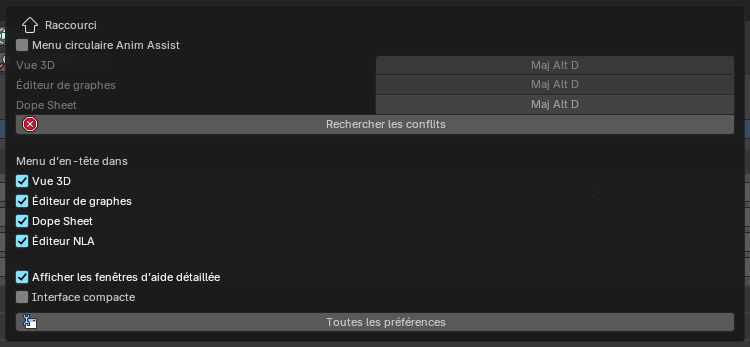 Raccourci
Menu circulaire Anim Assist
Vue 3D Maj Alt D
Éditeur de graphes Maj Alt D
Dope Sheet Maj Alt D
Rechercher les conflits
Menu d'en-tête dans
Vue 3D
Éditeur de graphes
Dope Sheet
Éditeur NLA
Afficher les fenêtres d'aide détaillée
Interface compacte
Toutes les préférences